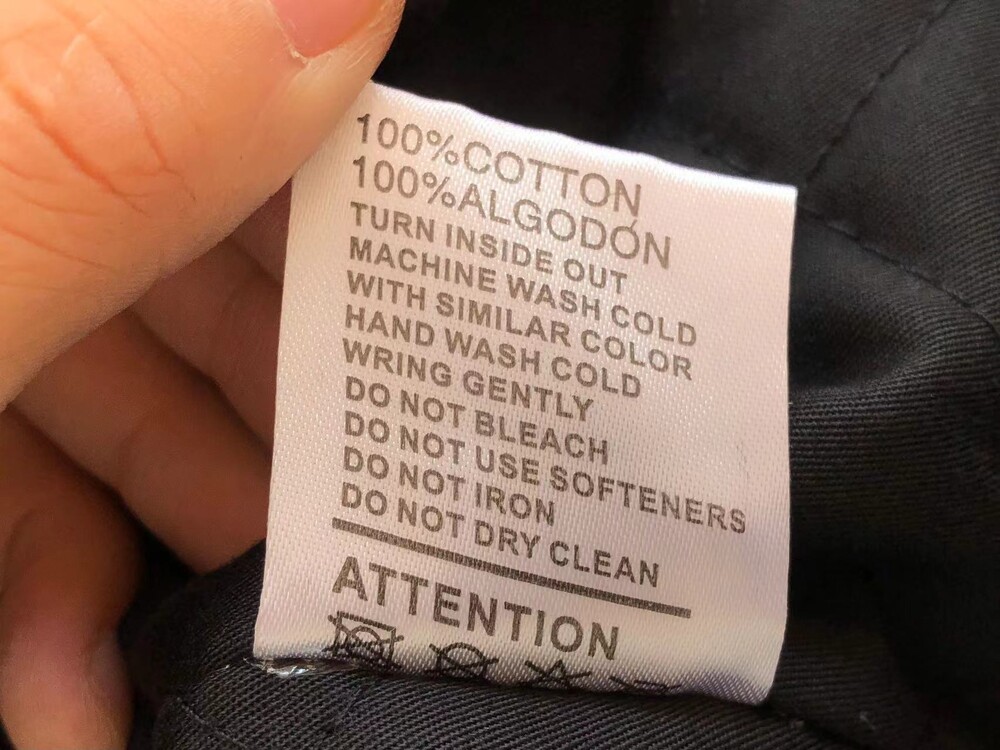 100%COTTON
100%ALGODÓN
TURN INSIDE OUT
MACHINE WASH COLD
WITH SIMILAR COLOR
HAND WASH COLD
WRING GENTLY
DO NOT BLEACH
DO NOT USE SOFTENERS
DO NOT IRON
DO NOT DRY CLEAN
ATTENTION